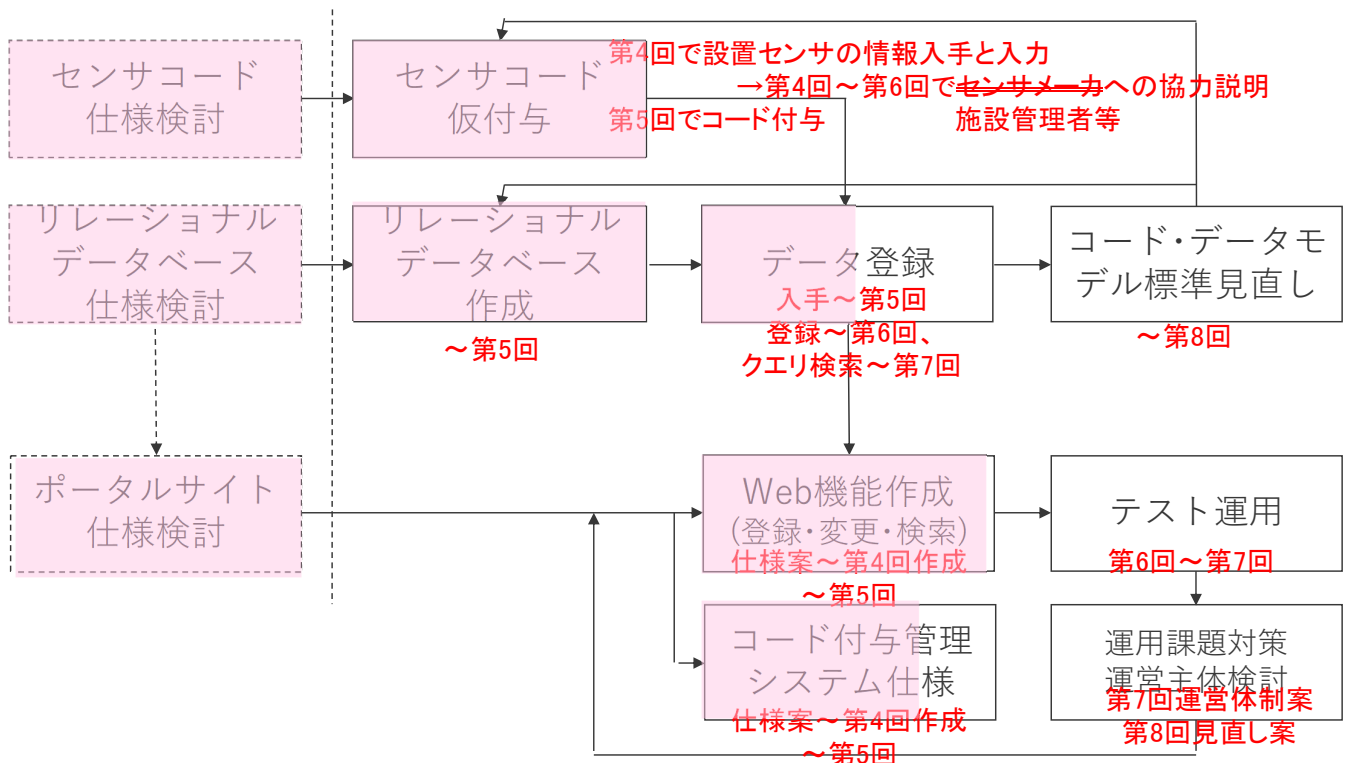 センサコード
仕様検討
センサコード
仮付与
第4回で設置センサの情報入手と入力
→第4回～第6回でセンサメーカへの協力説明
第5回でコード付与
施設管理者等
リレーショナル
データベース
仕様検討
リレーショナル
データベース
作成
～第5回
データ登録
入手～第5回
登録～第6回、
クエリ検索～第7回
コード・データモ
デル標準見直し
～第8回
ポータルサイト
仕様検討
Web機能作成
(登録・変更・検索)
仕様案～第4回作成
～第5回
テスト運用
第6回～第7回
コード付与管理
システム仕様
仕様案～第4回作成
～第5回
運用課題対策
運営主体検討
第7回運営体制案
第8回見直し案